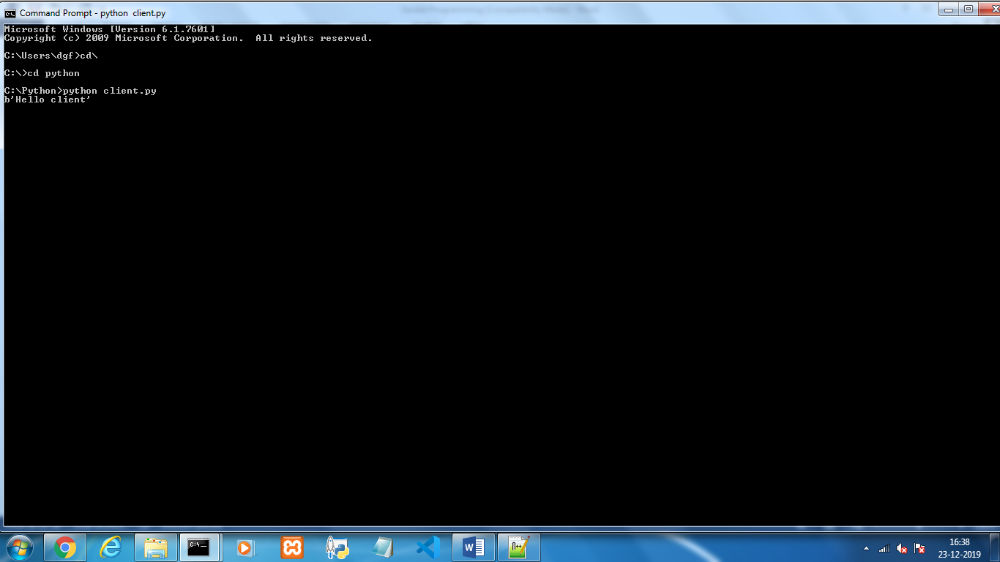 Command Prompt - python  client.py
Microsoft Windows [Version 6.1.7601]
Copyright (c) 2009 Microsoft Corporation.  All rights reserved.
C:\Users\dgf>cd\
C:\>cd python
C:\Python>python client.py
b'Hello client'
16:38
23-12-2019